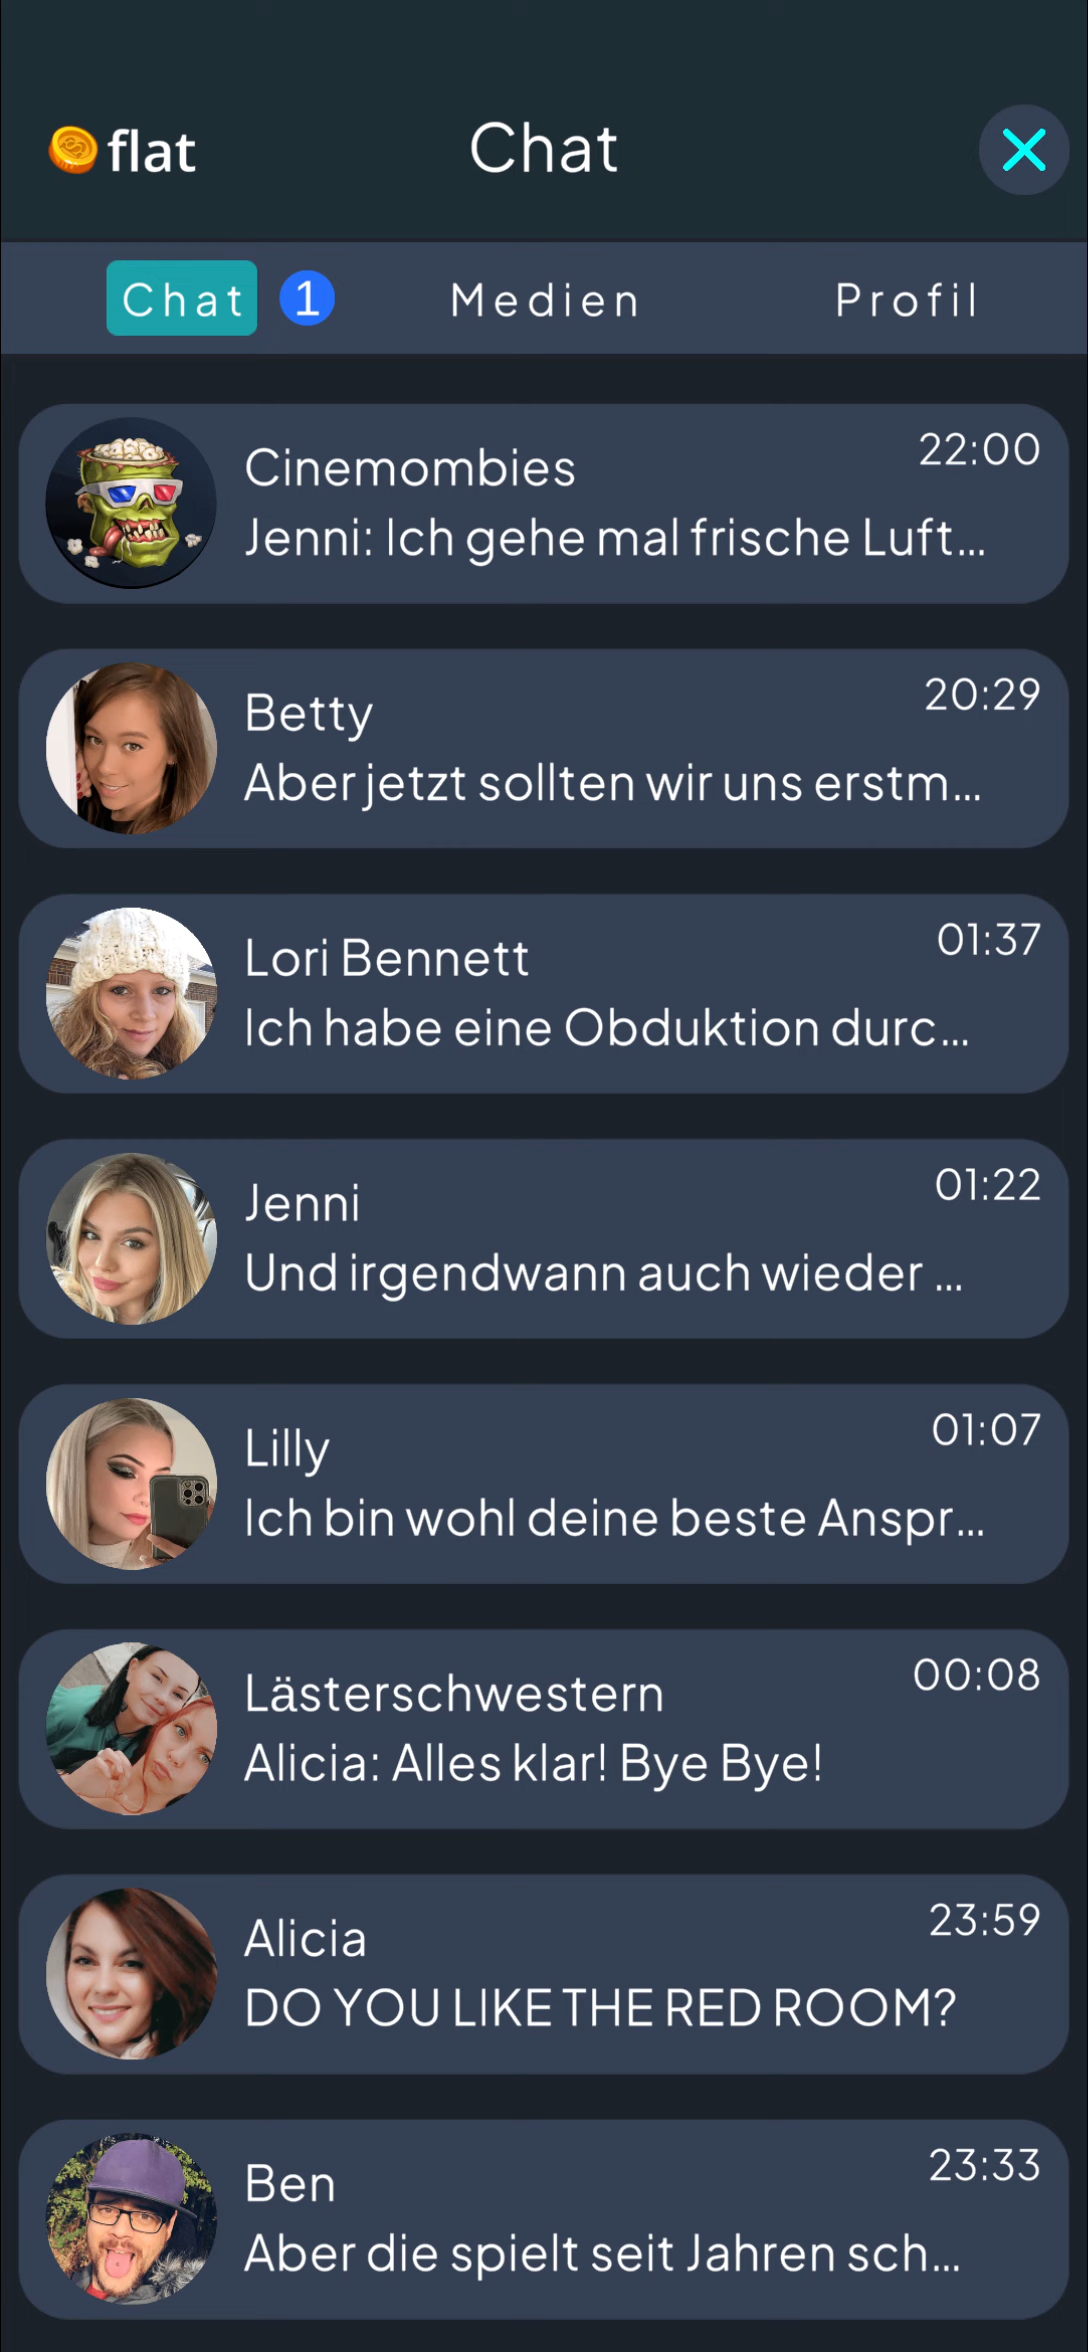 flat
Chat
Chat 1 Medien Profil
Cinemombies 22:00
Jenni: Ich gehe mal frische Luft...
Betty 20:29
Aber jetzt sollten wir uns erstm...
Lori Bennett 01:37
Ich habe eine Obduktion durc...
Jenni 01:22
Und irgendwann auch wieder ...
Lilly 01:07
Ich bin wohl deine beste Anspr...
Lästerschwestern 00:08
Alicia: Alles klar! Bye Bye!
Alicia 23:59
DO YOU LIKE THE RED ROOM?
Ben 23:33
Aber die spielt seit Jahren sch...